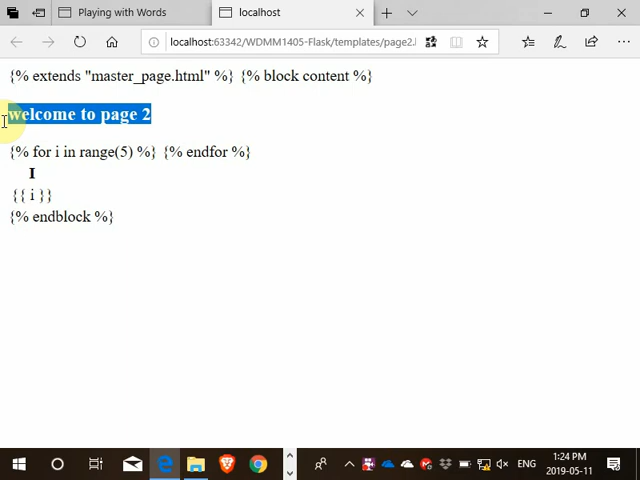 Playing with Words
localhost
localhost:63342/WDMM1405-Flask/templates/page2.
{% extends "master_page.html" %} {% block content %}
welcome to page 2
{% for i in range(5) %} {% endfor %}
I
{{ i }}
{% endblock %}
ENG
1:24 PM
2019-05-11